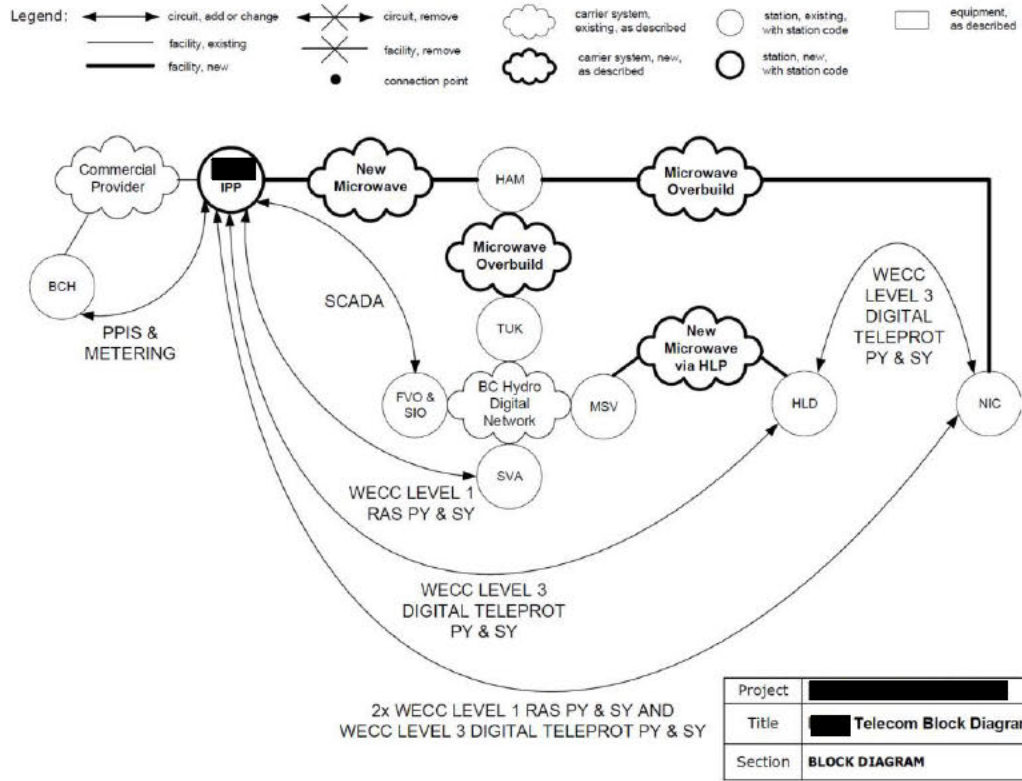 Legend:
circuit, add or change
circuit, remove
carrier system,
existing, as described
station, existing,
with station code
equipment,
as described
facility, existing
facility, new
facility, remove
connection point
carrier system, new,
as described
station, new,
with station code
Commercial
Provider
IPP
New
Microwave
HAM
Microwave
Overbuild
Microwave
Overbuild
BCH
PPIS &
METERING
SCADA
TUK
WECC
LEVEL 3
DIGITAL
TELEPROT
PY & SY
New
Microwave
via HLP
FVO &
SIO
BC Hydro
Digital
Network
MSV
HLD
NIC
SVA
WECC LEVEL 1
RAS PY & SY
WECC LEVEL 3
DIGITAL TELEPROT
PY & SY
2x WECC LEVEL 1 RAS PY & SY AND
WECC LEVEL 3 DIGITAL TELEPROT PY & SY
Project
Title
Telecom Block Diagram
Section
BLOCK DIAGRAM